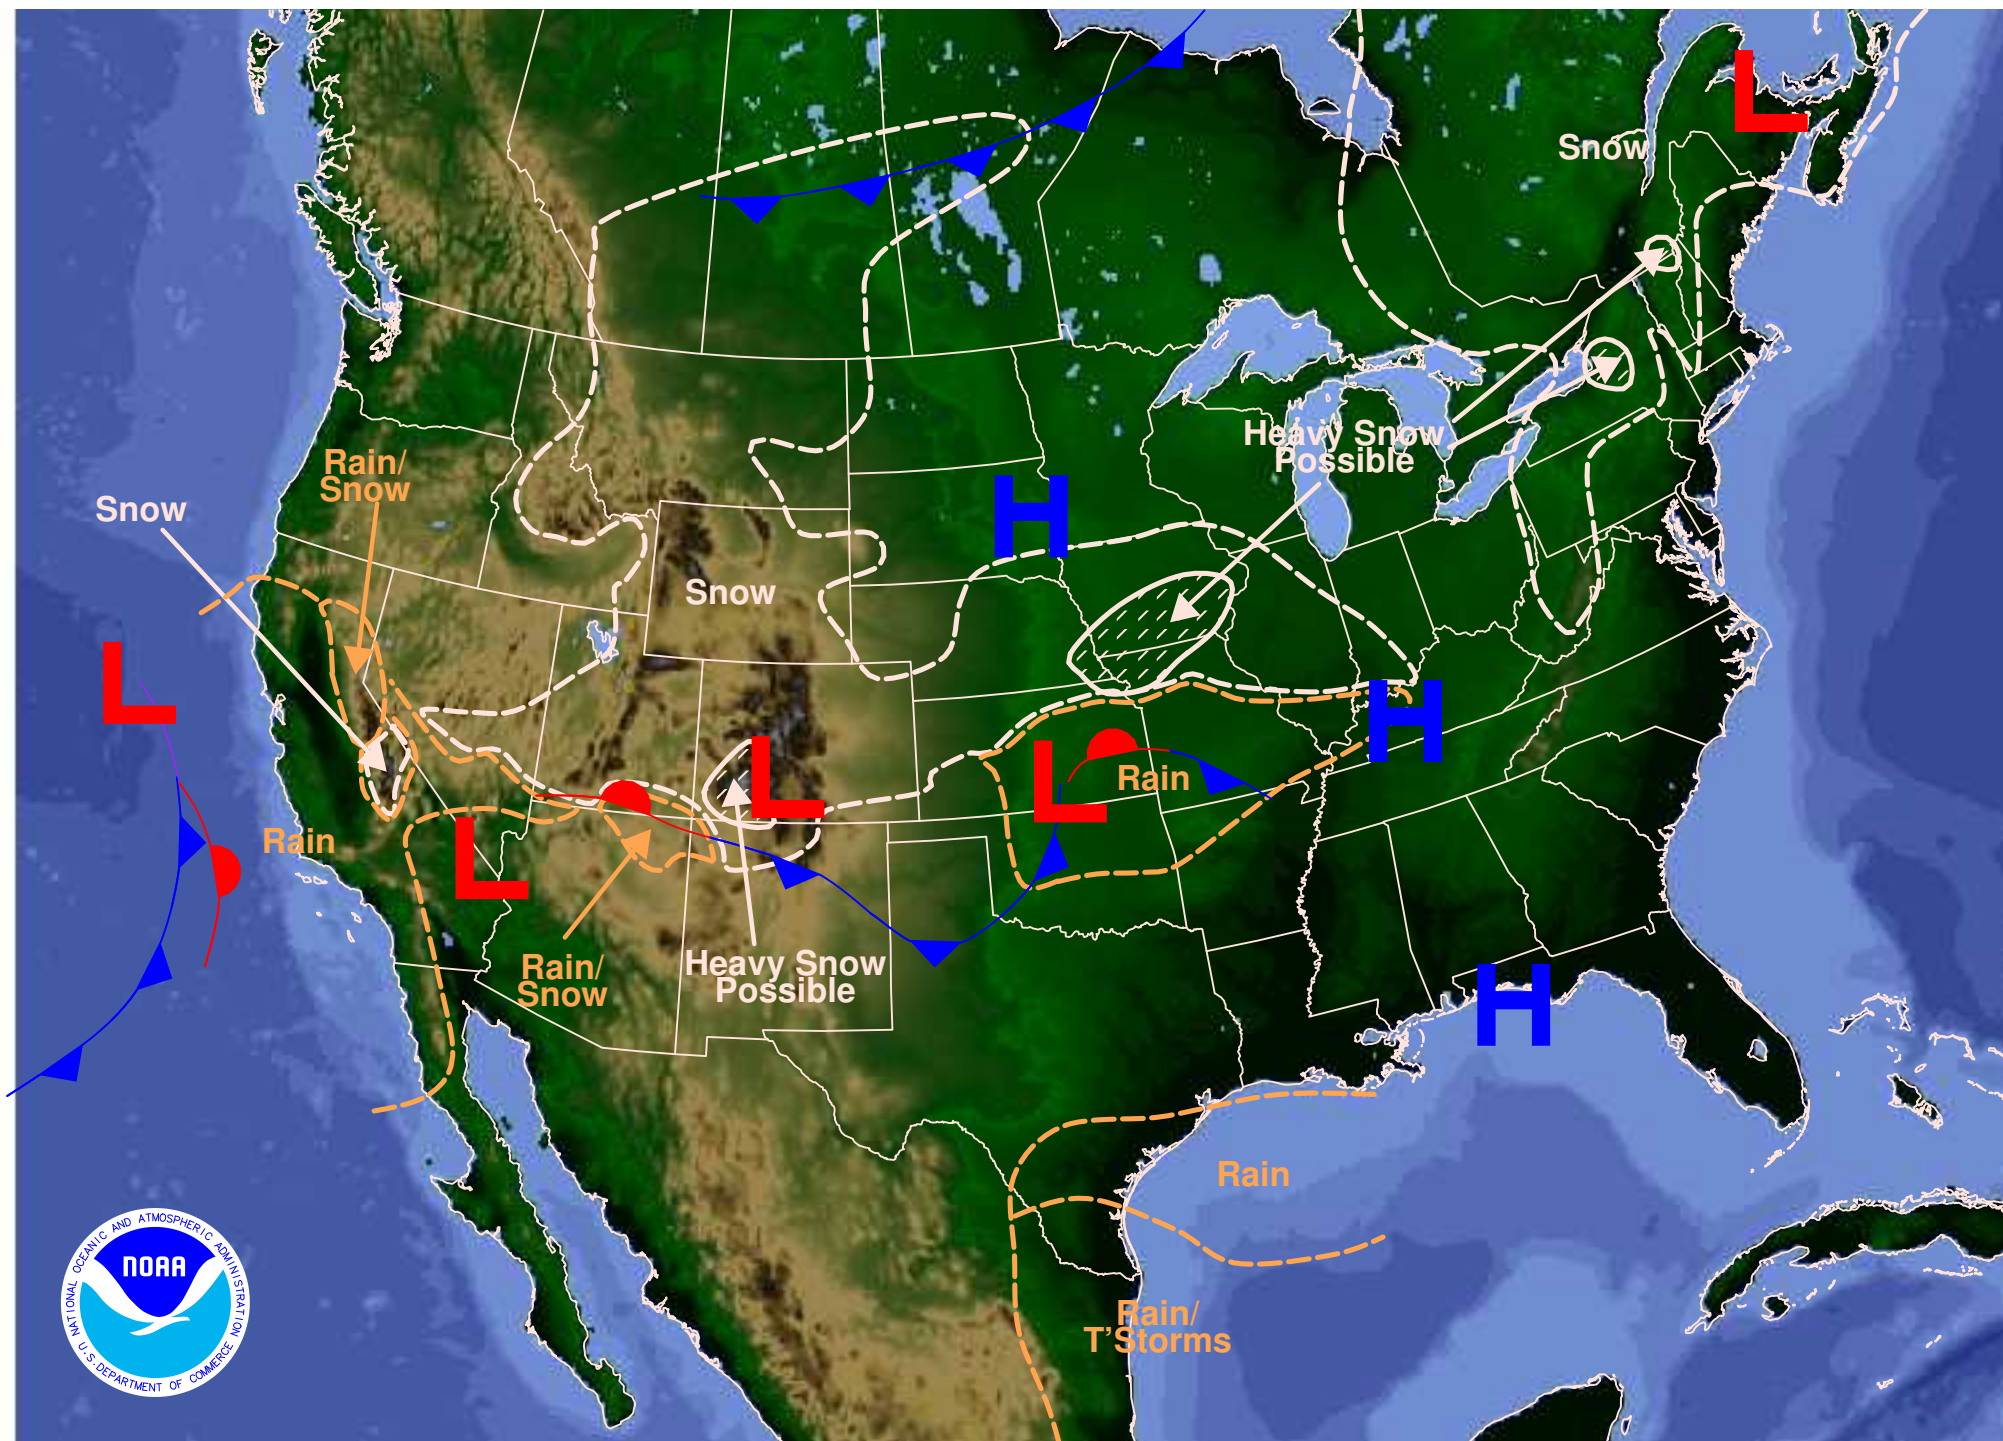 L
Snow
Heavy Snow
Possible
Rain/
Snow
H
Snow
Snow
L
H
L
L
Rain
Rain
L
Rain/
Snow
Heavy Snow
Possible
H
Rain
Rain/
T'Storms
NATIONAL OCEANIC AND ATMOSPHERIC ADMINISTRATION
NOAA
U.S. DEPARTMENT OF COMMERCE